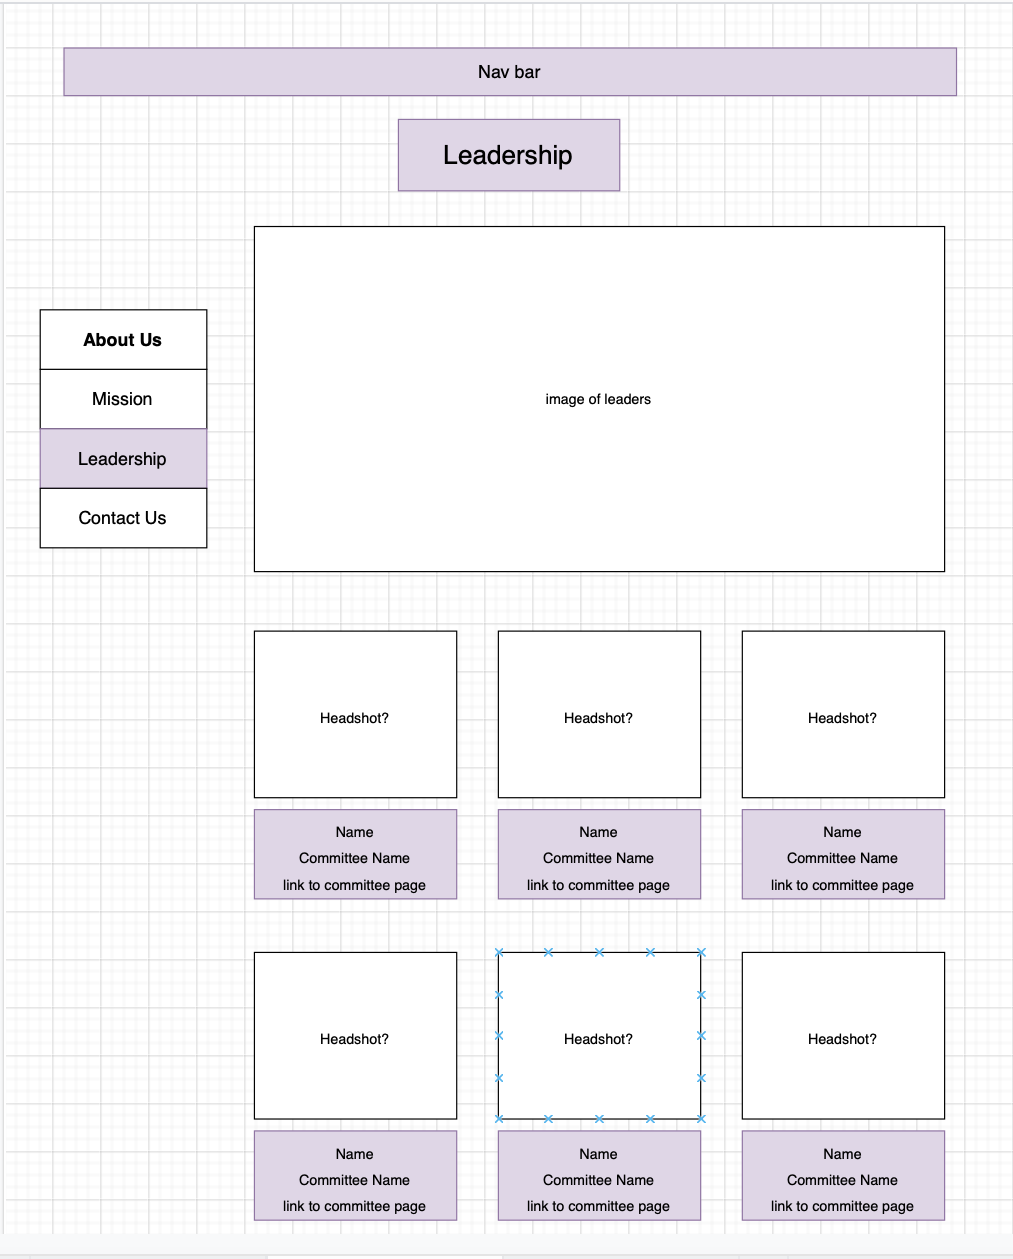 Nav bar
Leadership
image of leaders
About Us
Mission
Leadership
Contact Us
Headshot?
Headshot?
Headshot?
Name
Committee Name
link to committee page
Name
Committee Name
link to committee page
Name
Committee Name
link to committee page
Headshot?
Headshot?
Headshot?
Name
Committee Name
link to committee page
Name
Committee Name
link to committee page
Name
Committee Name
link to committee page